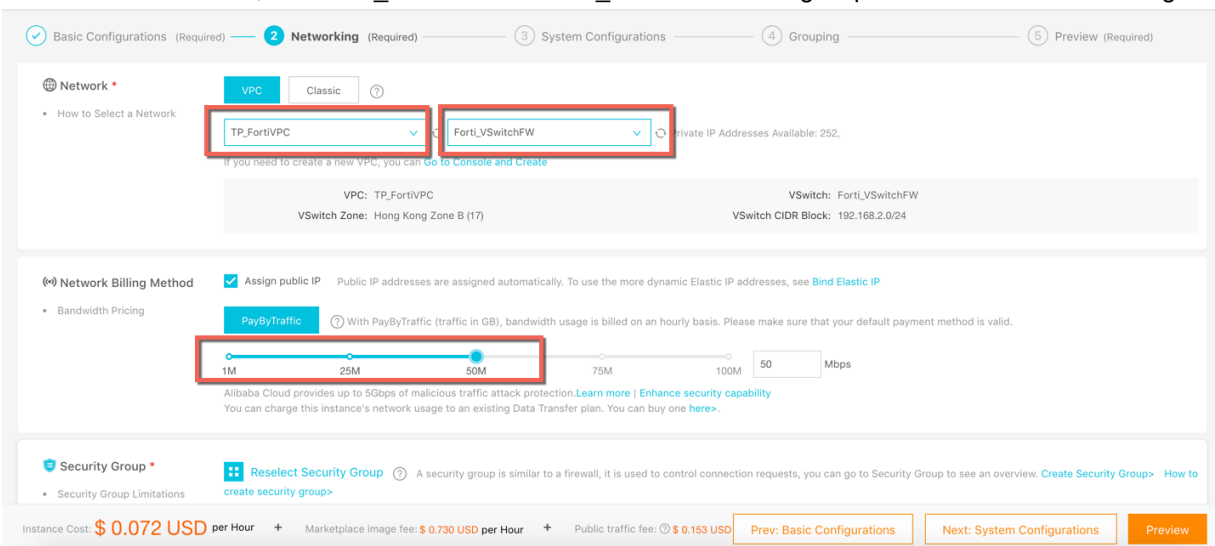 Basic Configurations (Required) 2 Networking (Required) 3 System Configurations 4 Grouping 5 Preview (Required)
Network *
VPC Classic ?
• How to Select a Network
TP_FortiVPC Forti_VSwitchFW Private IP Addresses Available: 252,
If you need to create a new VPC, you can Go to Console and Create
VPC: TP_FortiVPC VSwitch: Forti_VSwitchFW
VSwitch Zone: Hong Kong Zone B (17) VSwitch CIDR Block: 192.168.2.0/24
Network Billing Method Assign public IP Public IP addresses are assigned automatically. To use the more dynamic Elastic IP addresses, see Bind Elastic IP
• Bandwidth Pricing
PayByTraffic ? With PayByTraffic (traffic in GB), bandwidth usage is billed on an hourly basis. Please make sure that your default payment method is valid.
1M 25M 50M 75M 100M 50 Mbps
Alibaba Cloud provides up to 5Gbps of malicious traffic attack protection.Learn more | Enhance security capability
You can charge this instance's network usage to an existing Data Transfer plan. You can buy one here>.
Security Group *
Reselect Security Group ? A security group is similar to a firewall, it is used to control connection requests, you can go to Security Group to see an overview. Create Security Group> How to
create security group>
• Security Group Limitations
Instance Cost: $ 0.072 USD per Hour + Marketplace image fee: $ 0.730 USD per Hour + Public traffic fee: ? $ 0.153 USD Prev: Basic Configurations Next: System Configurations Preview